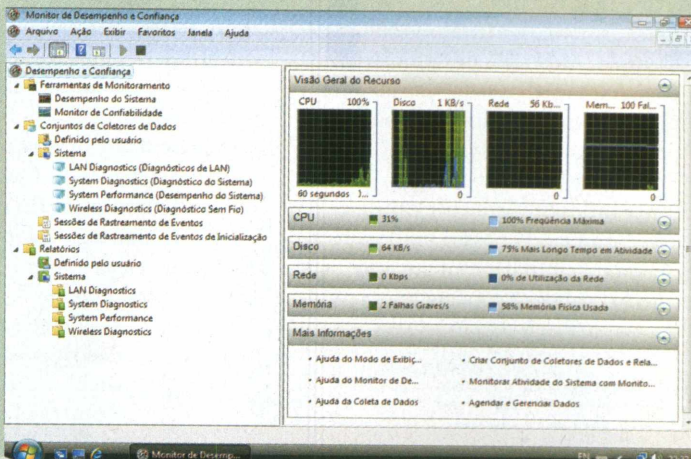 Monitor de Desempenho e Confiança
Arquivo Ação Exibir Favoritos Janela Ajuda
Desempenho e Confiança
Ferramentas de Monitoramento
Desempenho do Sistema
Monitor de Confiabilidade
Conjuntos de Coletores de Dados
Definido pelo usuário
Sistema
LAN Diagnostics (Diagnósticos de LAN)
System Diagnostics (Diagnóstico do Sistema)
System Performance (Desempenho do Sistema)
Wireless Diagnostics (Diagnóstico Sem Fio)
Sessões de Rastreamento de Eventos
Sessões de Rastreamento de Eventos de Inicialização
Relatórios
Definido pelo usuário
Sistema
LAN Diagnostics
System Diagnostics
System Performance
Wireless Diagnostics
Visão Geral do Recurso
CPU 100% Disco 1 KB/s Rede 56 Kb... Mem... 100 Fal...
60 segundos 0 0 0
CPU 31% 100% Freqüência Máxima
Disco 64 KB/s 79% Mais Longo Tempo em Atividade
Rede 0 Kbps 0% de Utilização da Rede
Memória 2 Falhas Graves/s 58% Memória Física Usada
Mais Informações
• Ajuda do Modo de Exibiç... • Criar Conjunto de Coletores de Dados e Rela...
• Ajuda do Monitor de De... • Monitorar Atividade do Sistema com Monito...
• Ajuda da Coleta de Dados • Agendar e Gerenciar Dados
Monitor de Desemp... EN